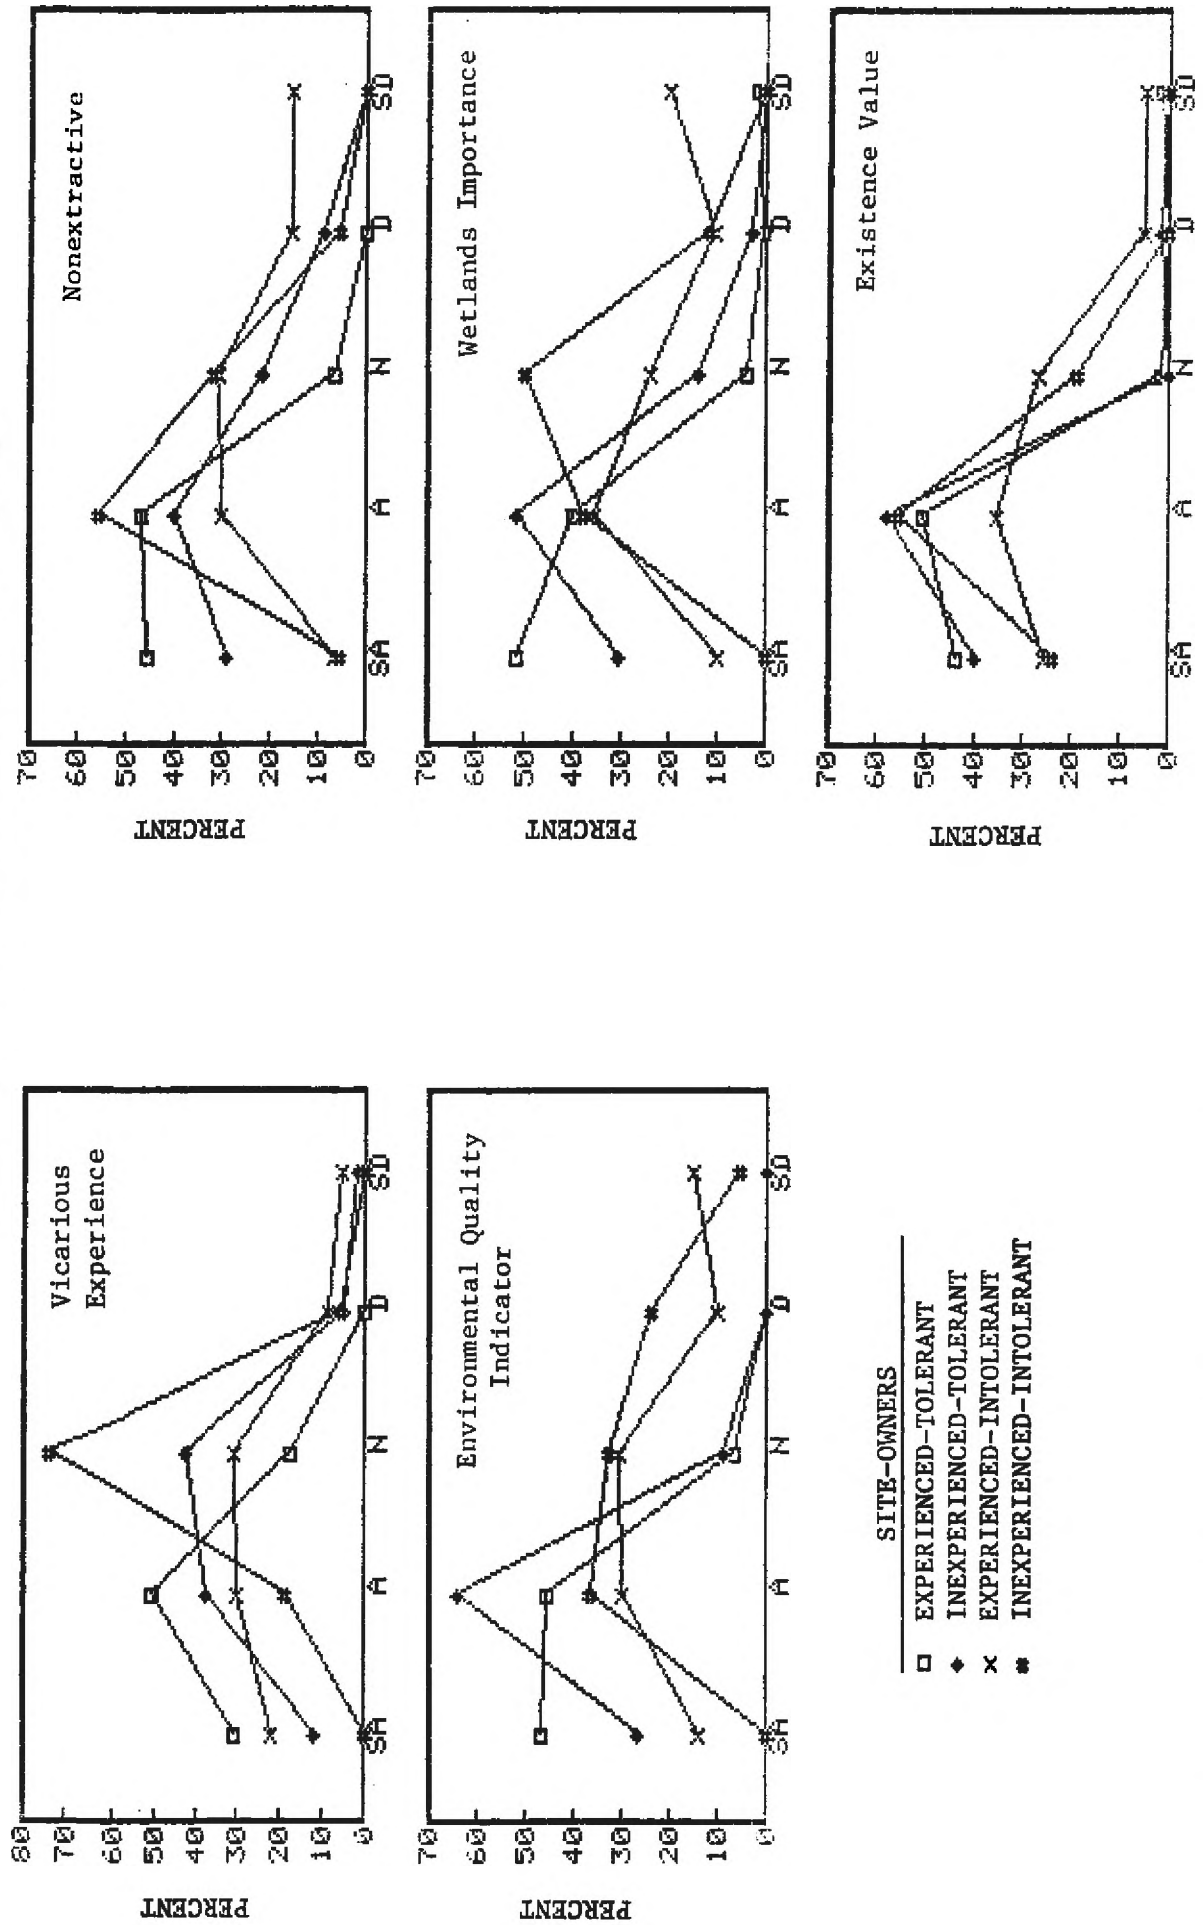 Vicarious
Experience
PERCENT
80
70
60
50
40
30
20
10
0
SA
A
N
D
SD
Environmental Quality
Indicator
PERCENT
70
60
50
40
30
20
10
0
SA
A
N
D
SD
SITE-OWNERS
EXPERIENCED-TOLERANT
INEXPERIENCED-TOLERANT
EXPERIENCED-INTOLERANT
INEXPERIENCED-INTOLERANT
Nonextractive
PERCENT
70
60
50
40
30
20
10
0
SA
A
N
D
SD
Wetlands Importance
PERCENT
70
60
50
40
30
20
10
0
SA
A
N
D
SD
Existence Value
PERCENT
70
60
50
40
30
20
10
0
SA
A
N
D
SD